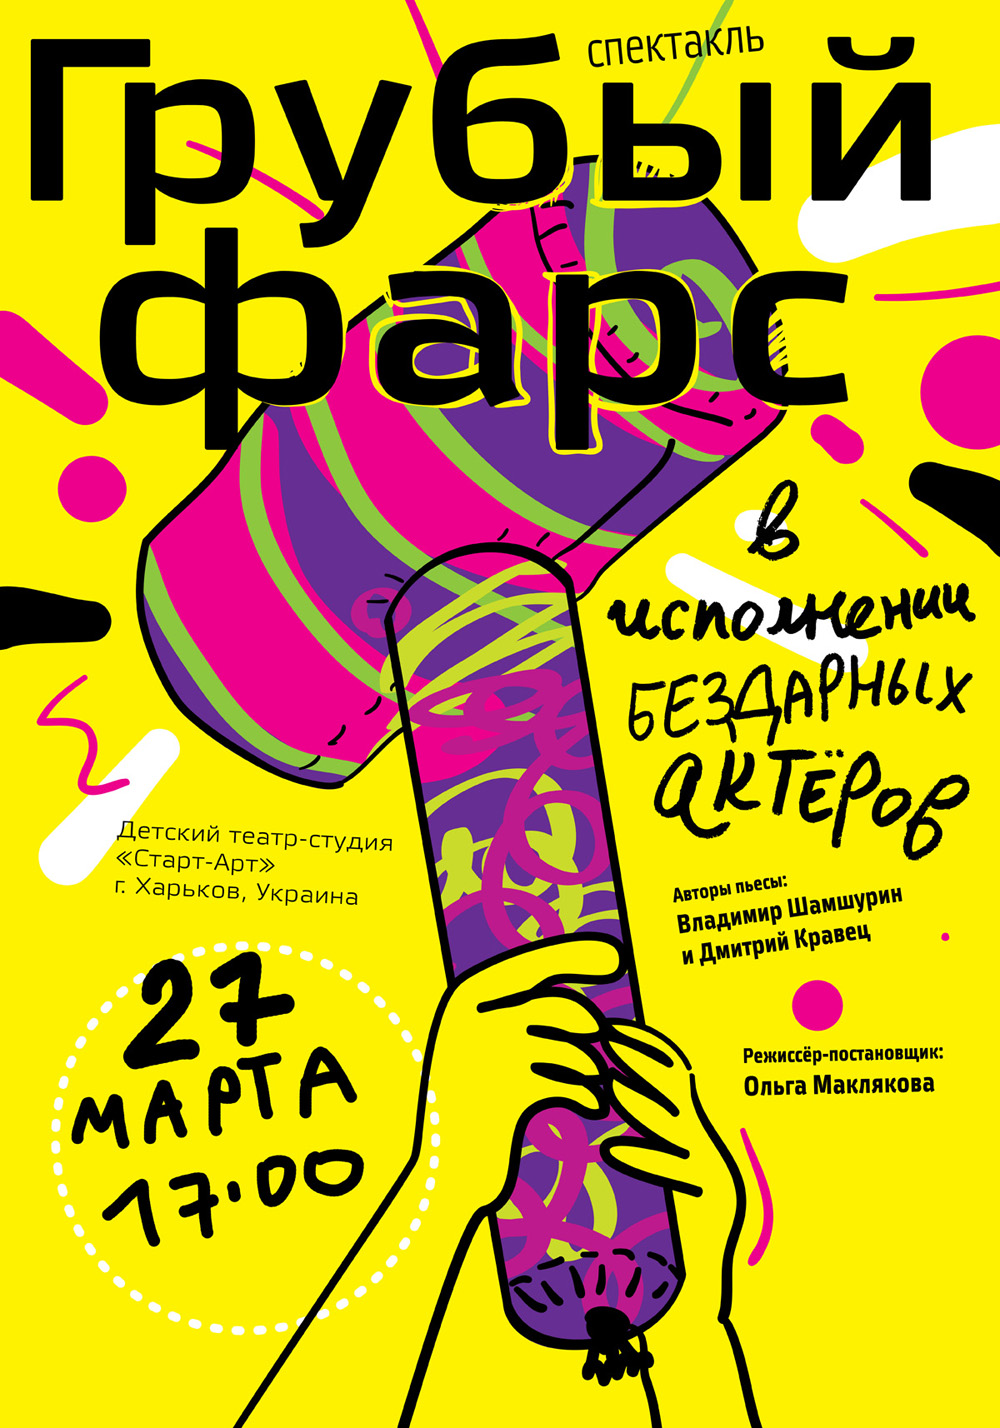 спектакль
Грубый
фарс
в
исполнении
БЕЗДАРНЫХ
АКТЁРОВ
Детский театр-студия
«Старт-Арт»
г. Харьков, Украина
Авторы пьесы:
Владимир Шамшурин
и Дмитрий Кравец
27
МАРТА
17·00
Режиссёр-постановщик:
Ольга Маклякова